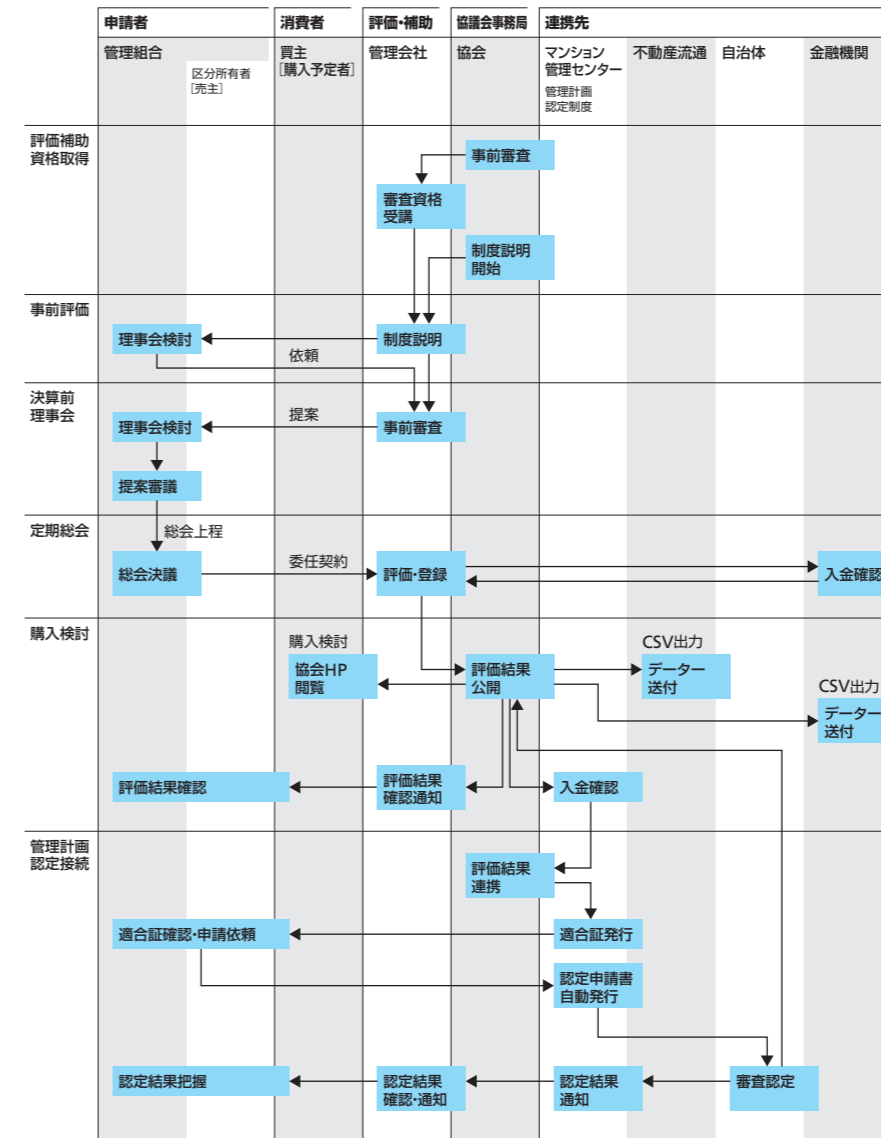 申請者
消費者
評価・補助
協議会事務局
連携先
管理組合
区分所有者
[売主]
買主
[購入予定者]
管理会社
協会
マンション
管理センター
管理計画
認定制度
不動産流通
自治体
金融機関
評価補助
資格取得
事前審査
審査資格
受講
制度説明
開始
事前評価
理事会検討
制度説明
依頼
決算前
理事会
理事会検討
提案
事前審査
提案審議
定期総会
総会上程
総会決議
委任契約
評価・登録
入金確認
購入検討
購入検討
協会HP
閲覧
評価結果
公開
CSV出力
データー
送付
CSV出力
データー
送付
評価結果確認
評価結果
確認通知
入金確認
管理計画
認定接続
評価結果
連携
適合証確認・申請依頼
適合証発行
認定申請書
自動発行
認定結果把握
認定結果
確認・通知
認定結果
通知
審査認定